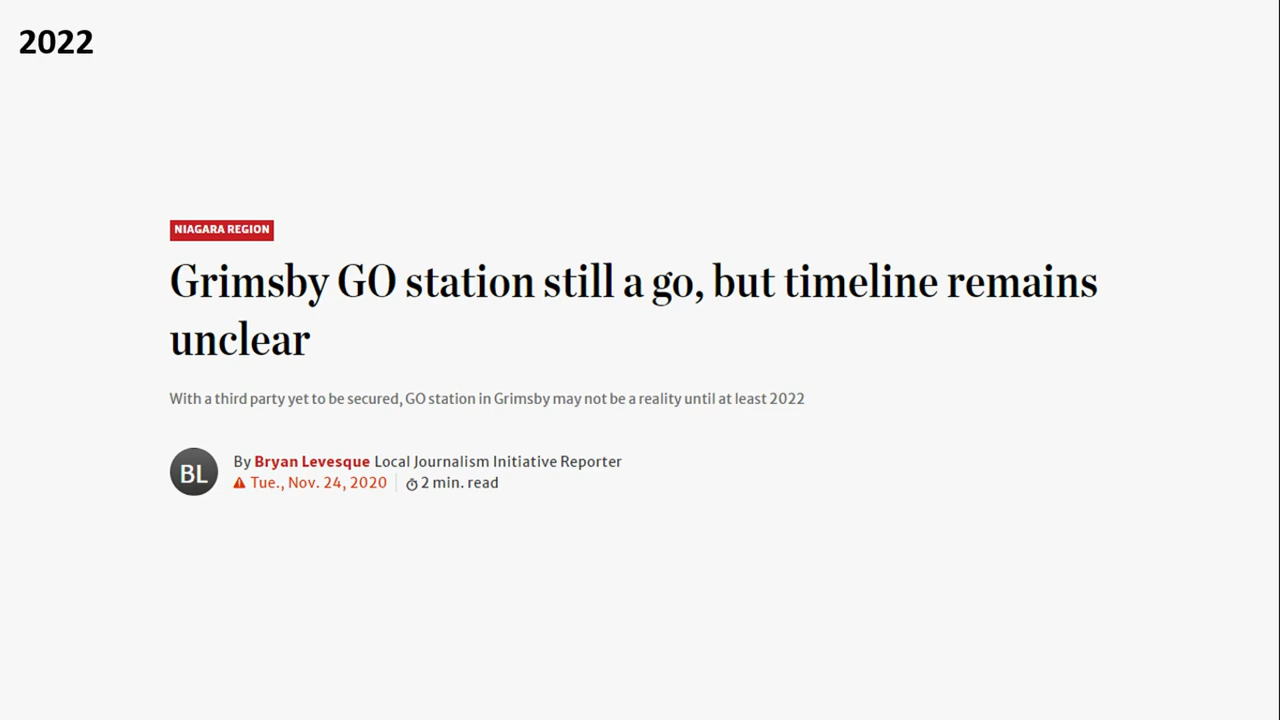 2022
NIAGARA REGION
Grimsby GO station still a go, but timeline remains
unclear
With a third party yet to be secured, GO station in Grimsby may not be a reality until at least 2022
BL
By Bryan Levesque Local Journalism Initiative Reporter
Tue., Nov. 24, 2020 2 min. read